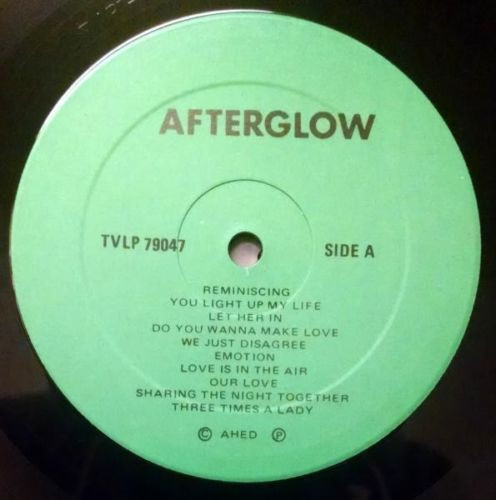 AFTERGLOW
TVLP 79047 SIDE A
REMINISCING
YOU LIGHT UP MY LIFE
LET HER IN
DO YOU WANNA MAKE LOVE
WE JUST DISAGREE
EMOTION
LOVE IS IN THE AIR
OUR LOVE
SHARING THE NIGHT TOGETHER
THREE TIMES A LADY
© AHED ℗